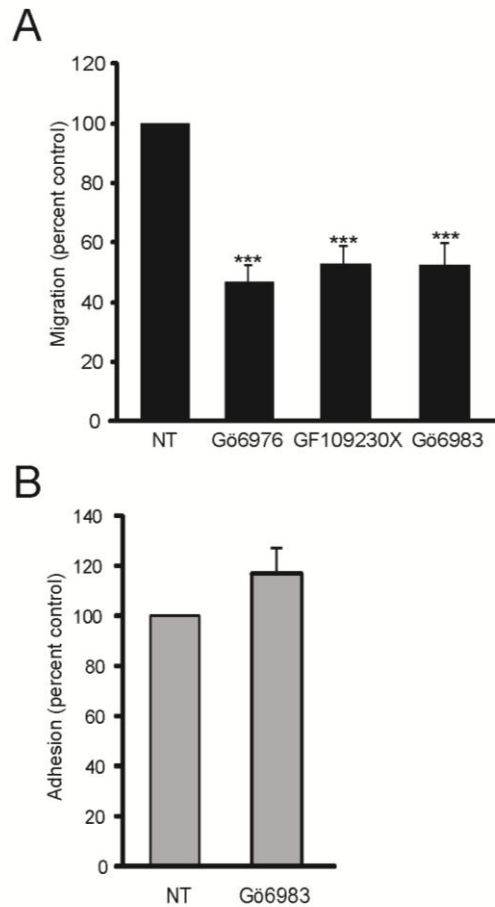 A
Migration (percent control)
120
100
80
60
40
20
0
*** *** ***
NT Gö6976 GF109230X Gö6983
B
Adhesion (percent control)
140
120
100
80
60
40
20
0
NT Gö6983